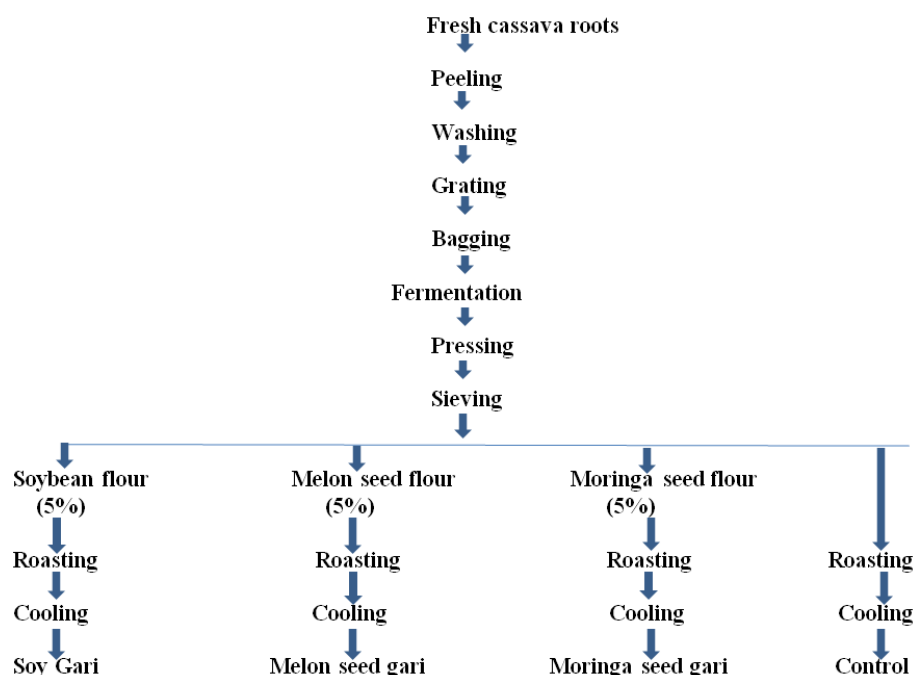 Fresh cassava roots
Peeling
Washing
Grating
Bagging
Fermentation
Pressing
Sieving
Soybean flour Melon seed flour Moringa seed flour
(5%) (5%) (5%)
Roasting Roasting Roasting Roasting
Cooling Cooling Cooling Cooling
Soy Gari Melon seed gari Moringa seed gari Control